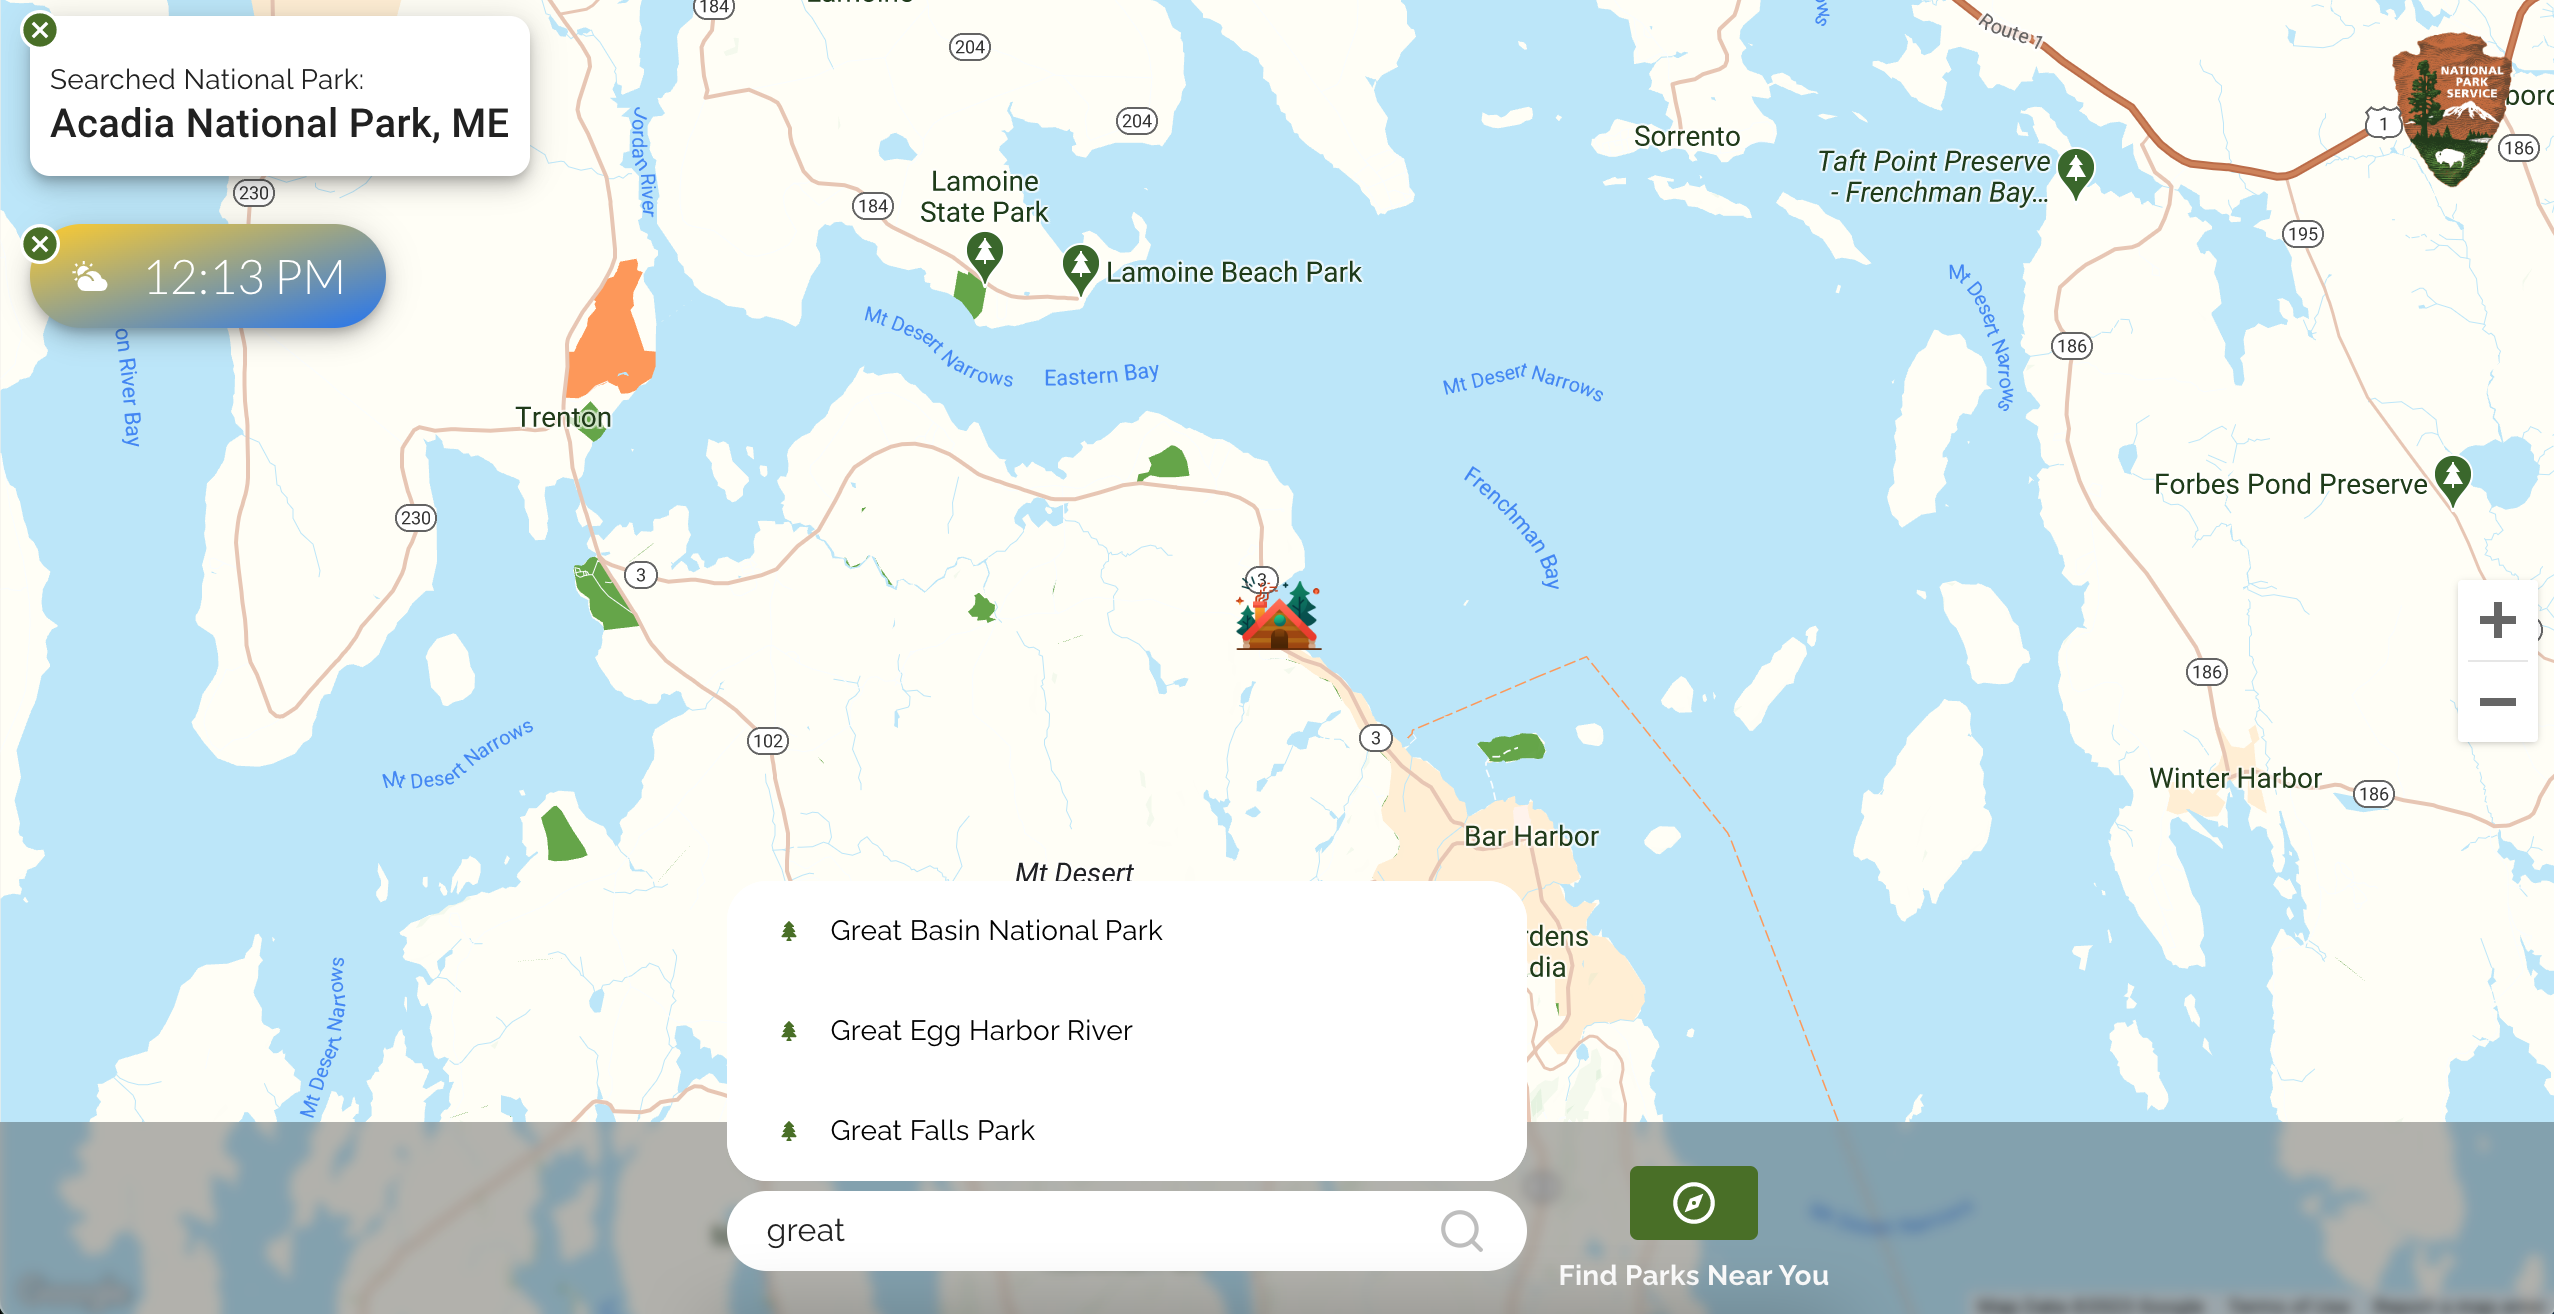 184
204
Route 1
Searched National Park:
Acadia National Park, ME
NATIONAL
PARK
SERVICE
1
186
204
Sorrento
Jordan River
230
184
Lamoine
State Park
Taft Point Preserve
- Frenchman Bay...
195
12:13 PM
Lamoine Beach Park
Mt Desert Narrows
Mt Desert Narrows
Eastern Bay
Mt Desert Narrows
186
on River Bay
Trenton
230
Frenchman Bay
Forbes Pond Preserve
3
3
186
102
3
Mt Desert Narrows
Winter Harbor
186
Bar Harbor
Mt Desert
Great Basin National Park
rdens
dia
Mt Desert Narrows
Great Egg Harbor River
Great Falls Park
great
Find Parks Near You